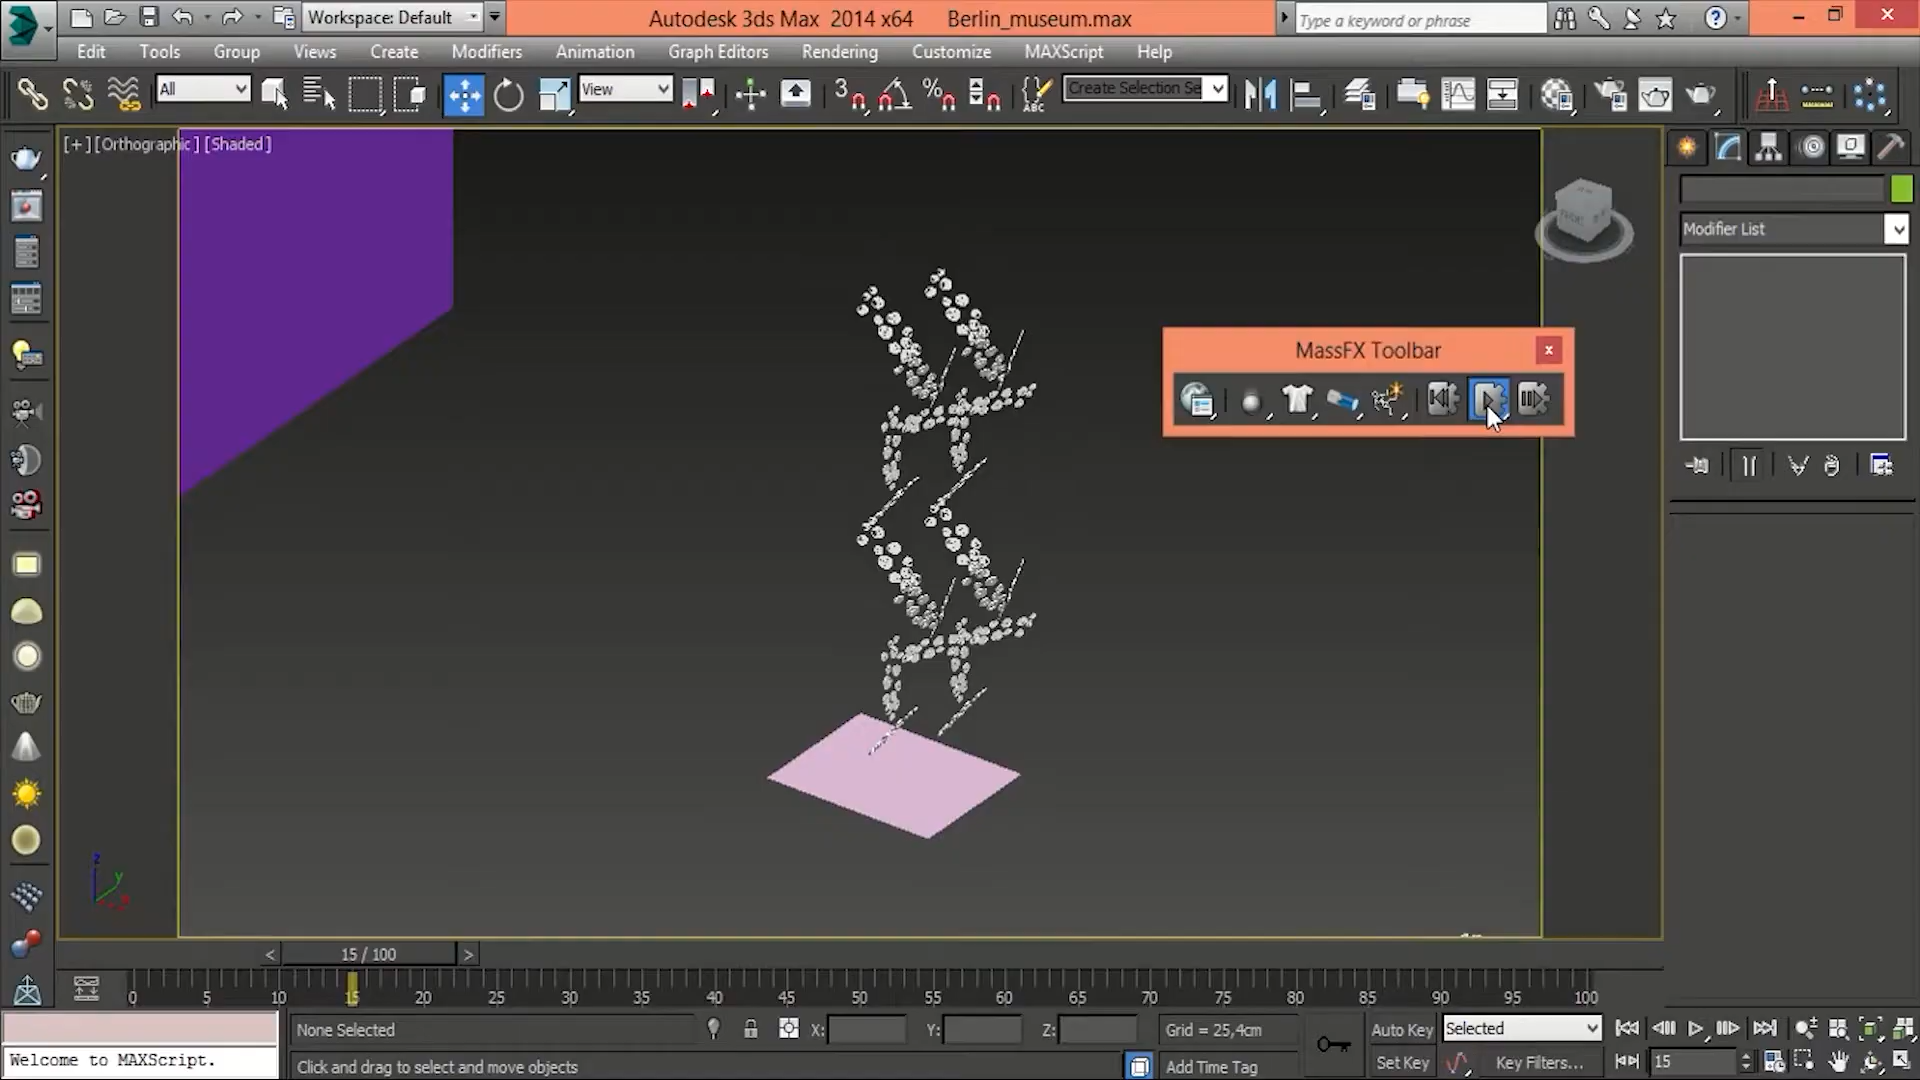 Workspace: Default
Autodesk 3ds Max 2014 x64 Berlin_museum.max
Type a keyword or phrase
Edit Tools Group Views Create Modifiers Animation Graph Editors Rendering Customize MAXScript Help
All
View
3
%
ABC
Create Selection Se
[+] [Orthographic] [Shaded]
Modifier List
MassFX Toolbar
x
z
y
< 15 / 100 >
0 5 10 15 20 25 30 35 40 45 50 55 60 65 70 75 80 85 90 95 100
None Selected X: Y: Z: Grid = 25,4cm Auto Key Selected
Welcome to MAXScript. Click and drag to select and move objects Add Time Tag Set Key Key Filters... 15